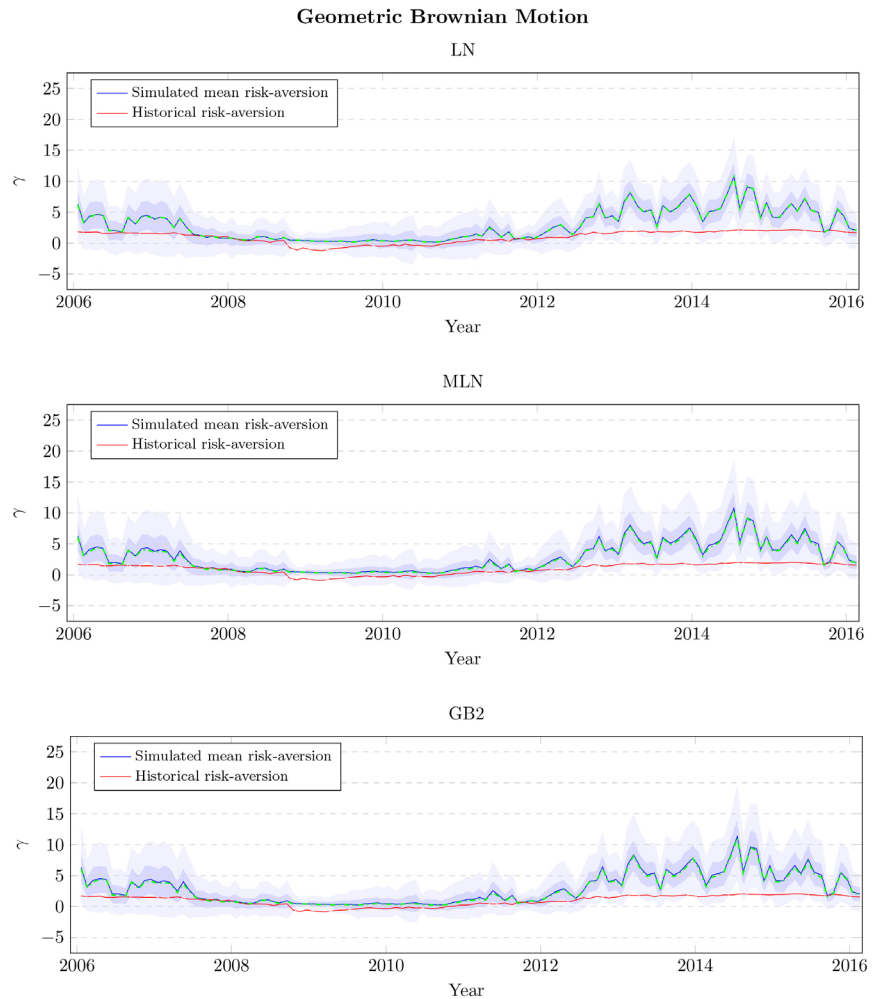 Geometric Brownian Motion
LN
25
20
15
10
5
0
−5
γ
Simulated mean risk-aversion
Historical risk-aversion
2006 2008 2010 2012 2014 2016
Year
MLN
25
20
15
10
5
0
−5
γ
Simulated mean risk-aversion
Historical risk-aversion
2006 2008 2010 2012 2014 2016
Year
GB2
25
20
15
10
5
0
−5
γ
Simulated mean risk-aversion
Historical risk-aversion
2006 2008 2010 2012 2014 2016
Year